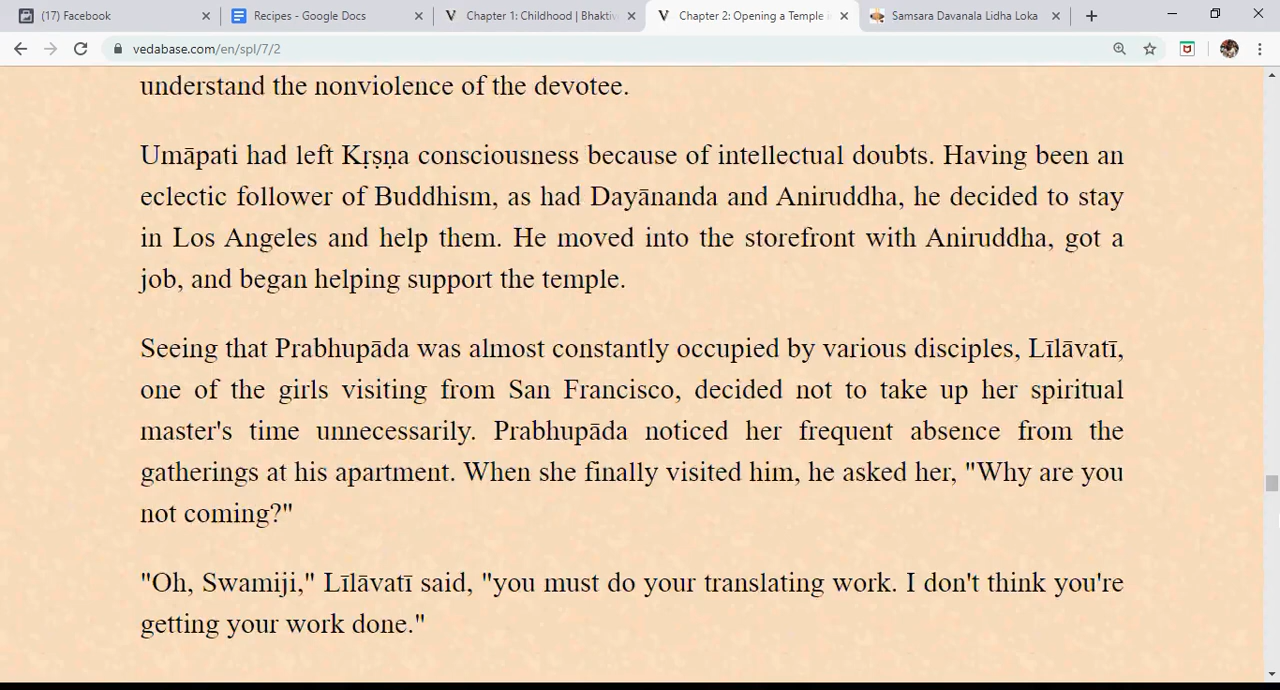 (17) Facebook
Recipes - Google Docs
Chapter 1: Childhood | Bhaktiv
Chapter 2: Opening a Temple i
Samsara Davanala Lidha Loka
vedabase.com/en/spl/7/2
understand the nonviolence of the devotee.
Umāpati had left Kṛṣṇa consciousness because of intellectual doubts. Having been an
eclectic follower of Buddhism, as had Dayānanda and Aniruddha, he decided to stay
in Los Angeles and help them. He moved into the storefront with Aniruddha, got a
job, and began helping support the temple.
Seeing that Prabhupāda was almost constantly occupied by various disciples, Līlāvatī,
one of the girls visiting from San Francisco, decided not to take up her spiritual
master's time unnecessarily. Prabhupāda noticed her frequent absence from the
gatherings at his apartment. When she finally visited him, he asked her, "Why are you
not coming?"
"Oh, Swamiji," Līlāvatī said, "you must do your translating work. I don't think you're
getting your work done."